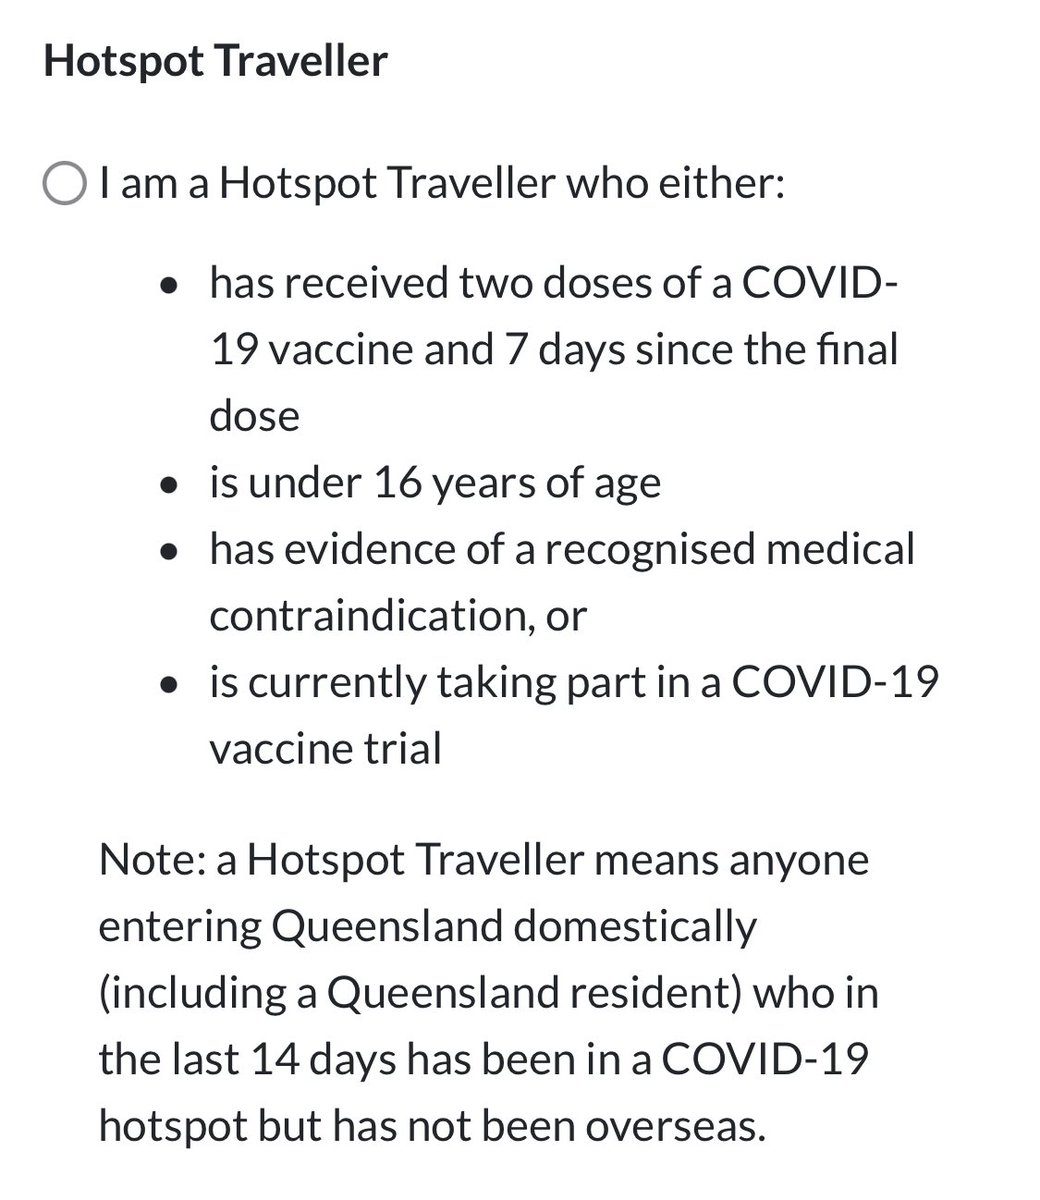 Hotspot Traveller
I am a Hotspot Traveller who either:
• has received two doses of a COVID-
19 vaccine and 7 days since the final
dose
• is under 16 years of age
• has evidence of a recognised medical
contraindication, or
• is currently taking part in a COVID-19
vaccine trial
Note: a Hotspot Traveller means anyone
entering Queensland domestically
(including a Queensland resident) who in
the last 14 days has been in a COVID-19
hotspot but has not been overseas.